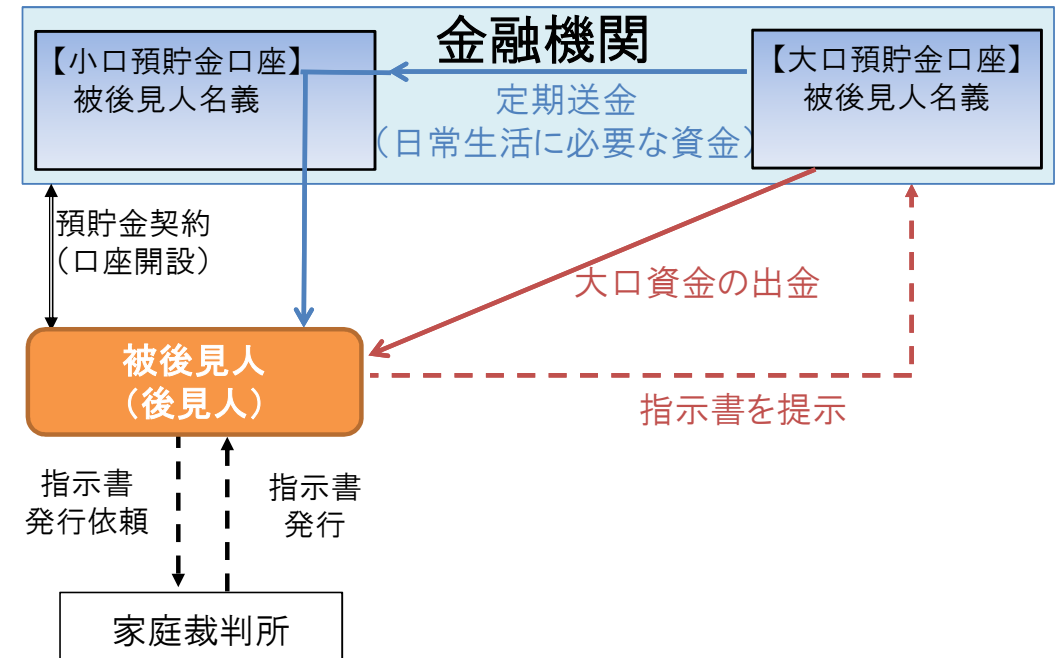 金融機関
【小口預貯金口座】
被後見人名義
【大口預貯金口座】
被後見人名義
定期送金
（日常生活に必要な資金）
預貯金契約
（口座開設）
大口資金の出金
被後見人
（後見人）
指示書を提示
指示書
発行依頼
指示書
発行
家庭裁判所